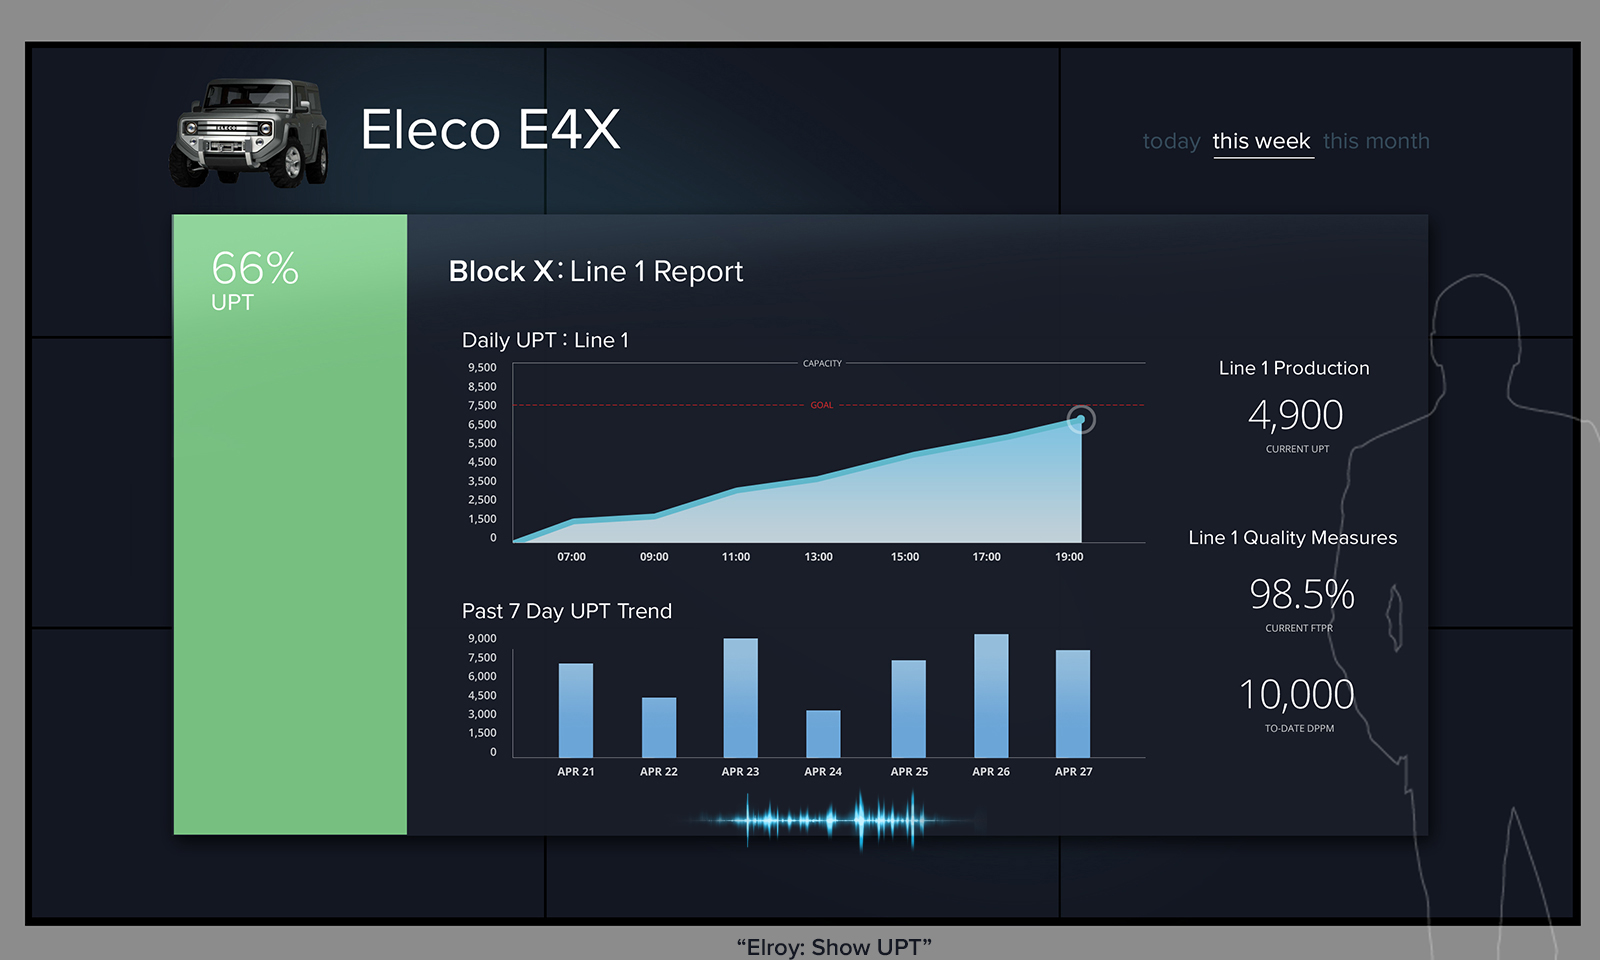 Eleco E4X
today this week this month
ELECO
66%
UPT
Block X: Line 1 Report
Daily UPT : Line 1
9,500
8,500
7,500
6,500
5,500
4,500
3,500
2,500
1,500
0
CAPACITY
GOAL
07:00 09:00 11:00 13:00 15:00 17:00 19:00
Past 7 Day UPT Trend
9,000
7,500
6,000
4,500
3,000
1,500
0
APR 21 APR 22 APR 23 APR 24 APR 25 APR 26 APR 27
Line 1 Production
4,900
CURRENT UPT
Line 1 Quality Measures
98.5%
CURRENT FTPR
10,000
TO-DATE DPPM
“Elroy: Show UPT”